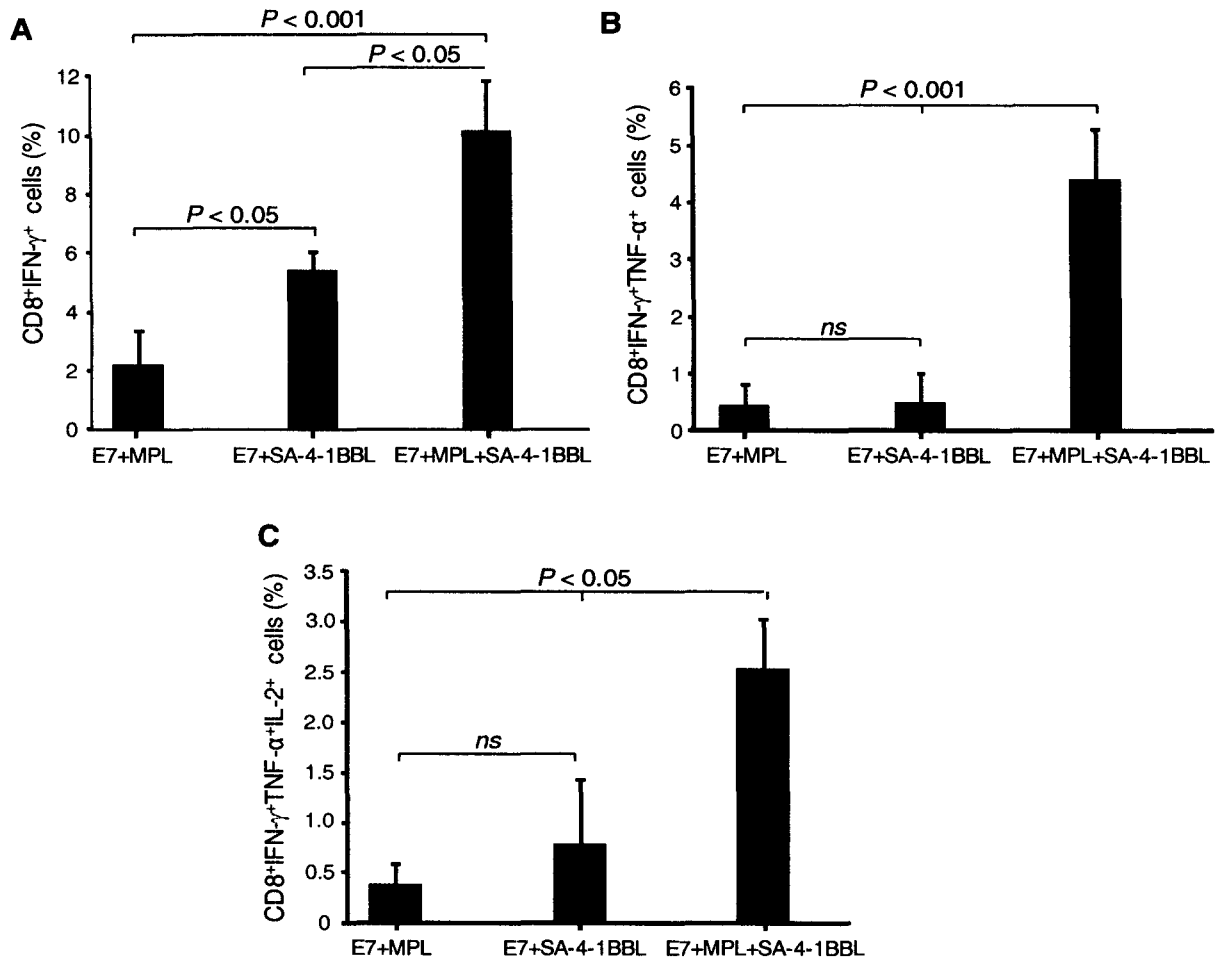 A
P < 0.001
P < 0.05
P < 0.05
CD8⁺IFN-γ⁺ cells (%)
12
10
8
6
4
2
0
E7+MPL
E7+SA-4-1BBL
E7+MPL+SA-4-1BBL
B
P < 0.001
ns
CD8⁺IFN-γ⁺TNF-α⁺ cells (%)
6
5
4
3
2
1
0
E7+MPL
E7+SA-4-1BBL
E7+MPL+SA-4-1BBL
C
P < 0.05
ns
CD8⁺IFN-γ⁺TNF-α⁺IL-2⁺ cells (%)
3.5
3.0
2.5
2.0
1.5
1.0
0.5
0
E7+MPL
E7+SA-4-1BBL
E7+MPL+SA-4-1BBL